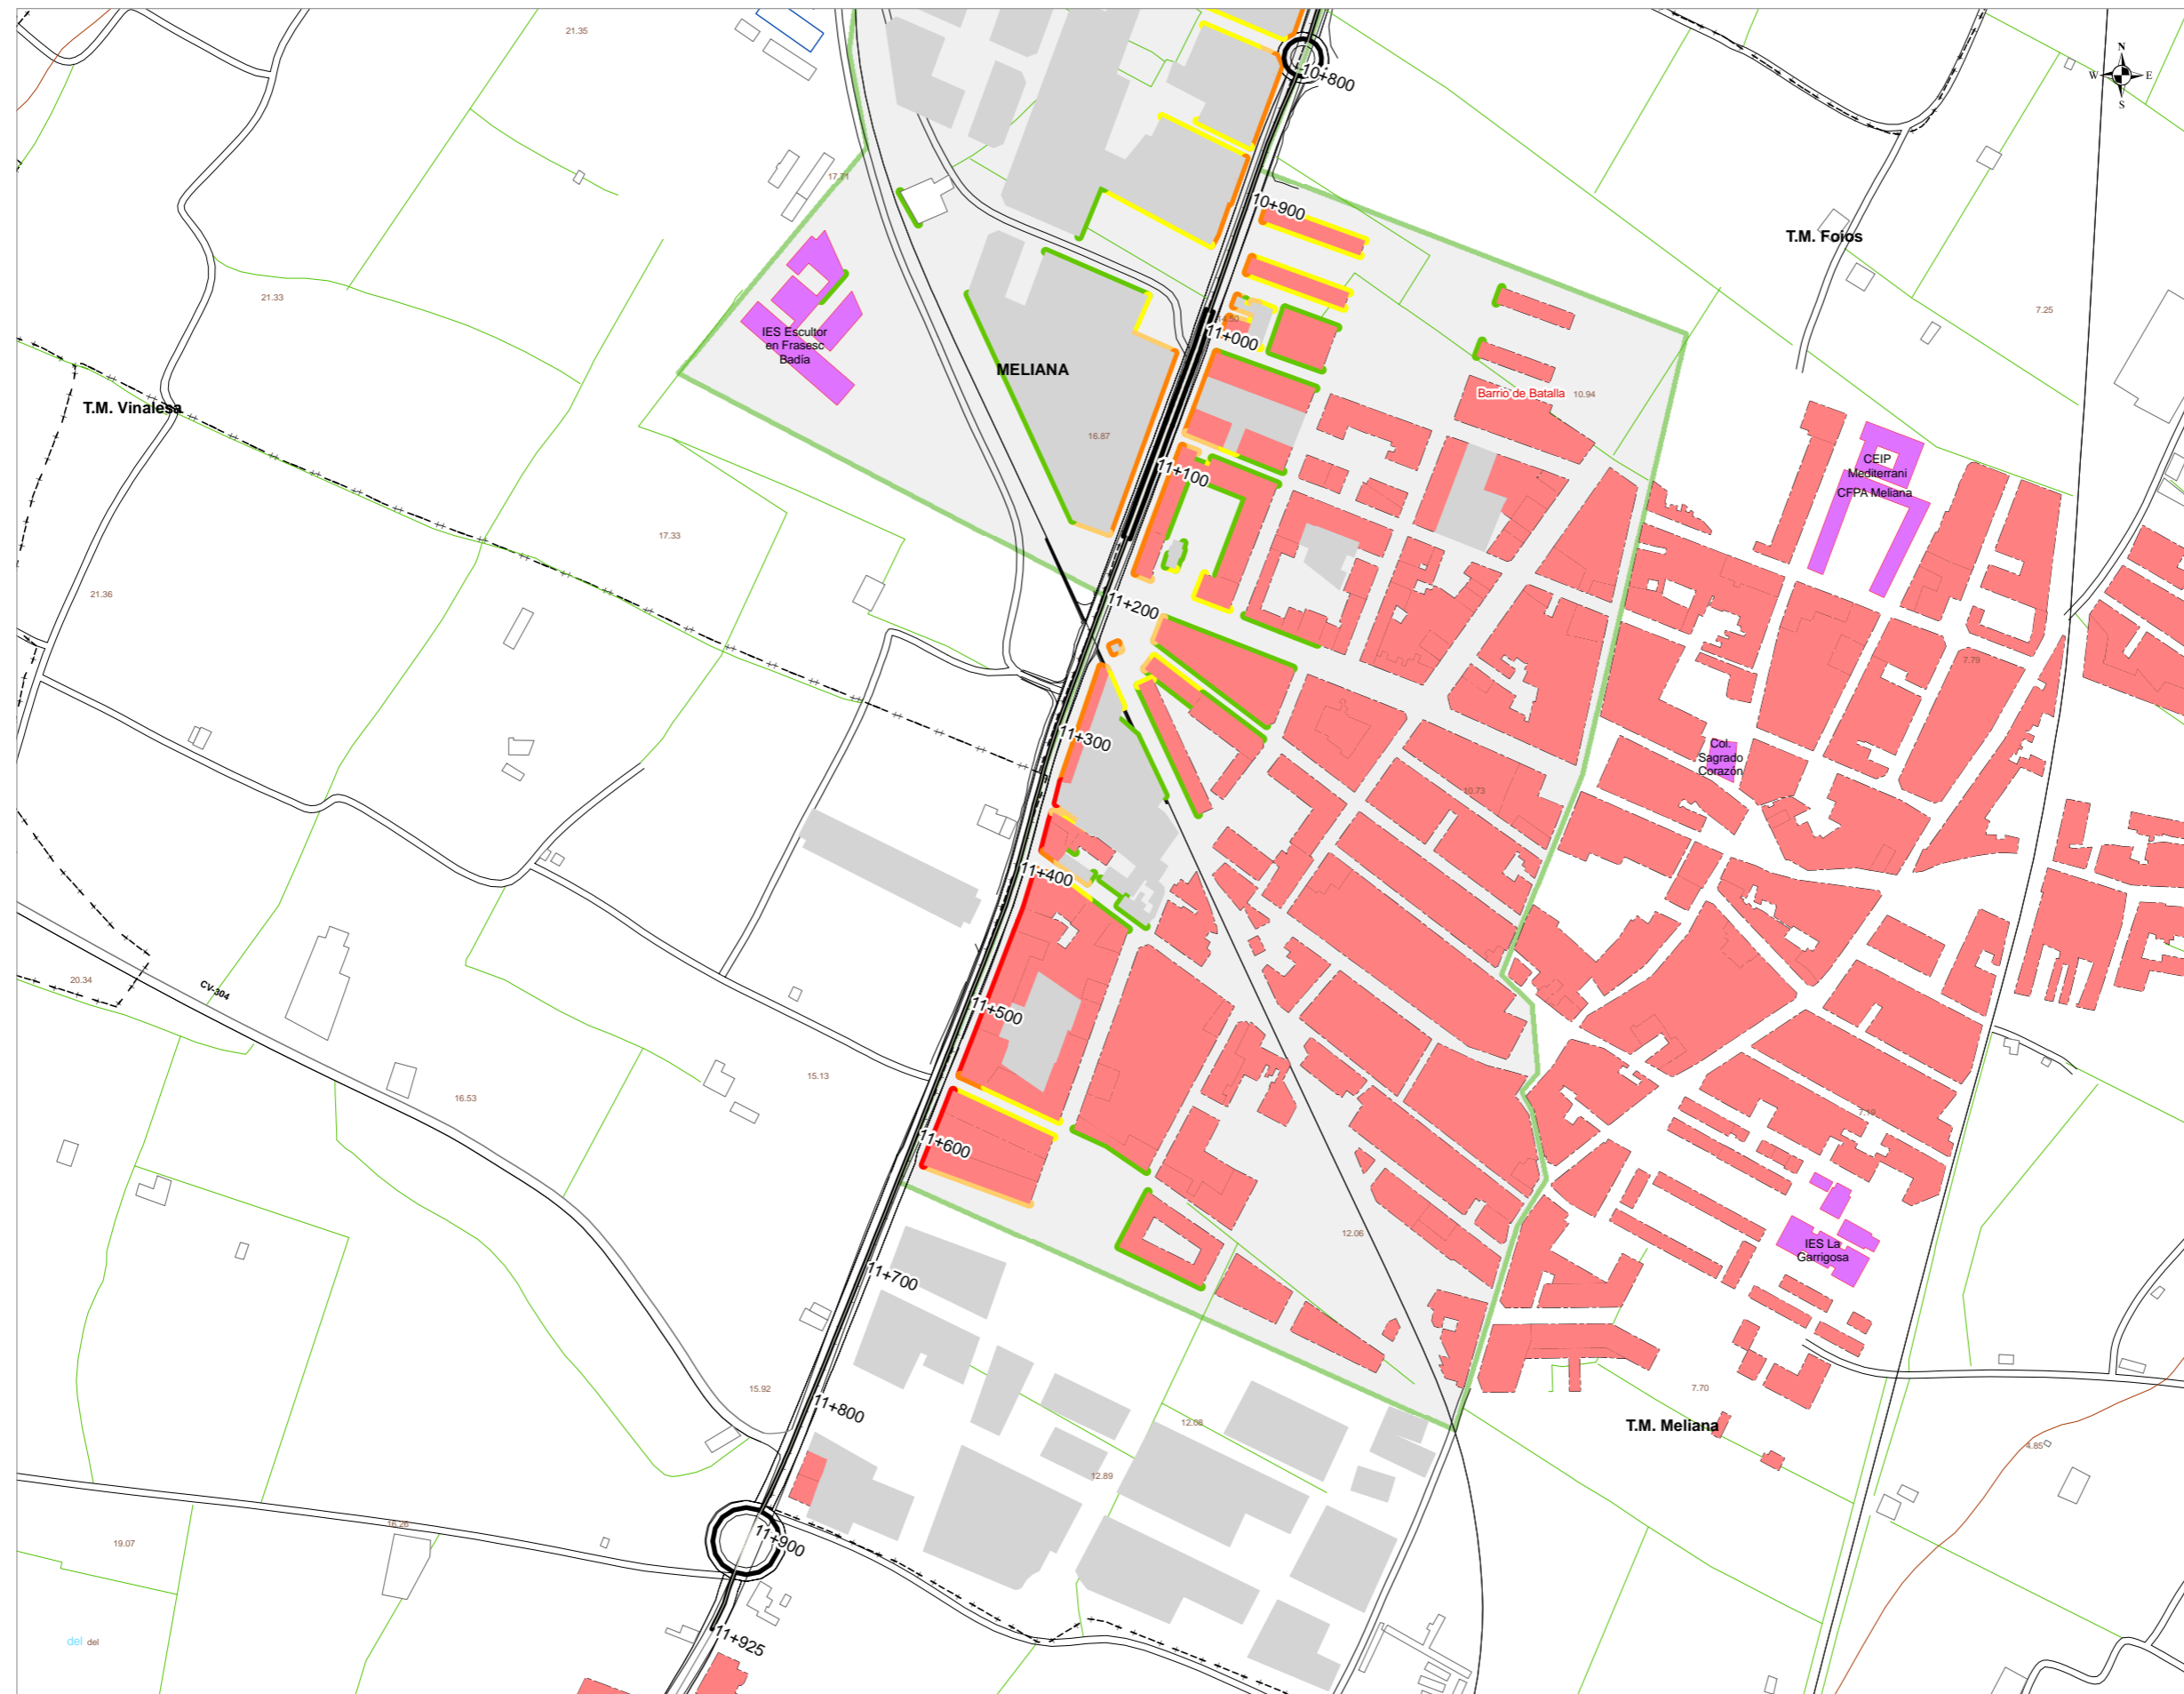 21.35
N
W E
S
10+800
17.71
10+900
T.M. Foios
21.33
7.25
IES Escultor
en Frasesc
Badía
11+000
MELIANA
Barrio de Batalla 10.94
T.M. Vinalesa
16.87
CEIP
Mediterrani
CFPA Meliana
11+100
17.33
21.36
11+200
7.79
11+300
Col.
Sagrado
Corazón
10.73
11+400
20.34
CV-304
11+500
15.13
16.53
7.19
11+600
12.06
IES La
Garrigosa
11+700
15.92
7.70
11+800
12.08
T.M. Meliana
4.85
12.89
16.26
11+900
19.07
del del
11+925